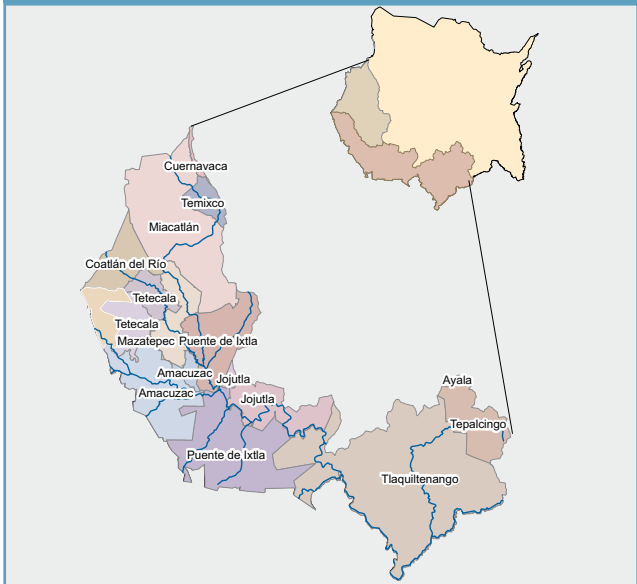 Cuernavaca
Temixco
Miacatlán
Coatlán del Río
Tetecala
Tetecala
Mazatepec
Puente de Ixtla
Amacuzac
Jojutla
Ayala
Amacuzac
Jojutla
Tepalcingo
Puente de Ixtla
Tlaquiltenango